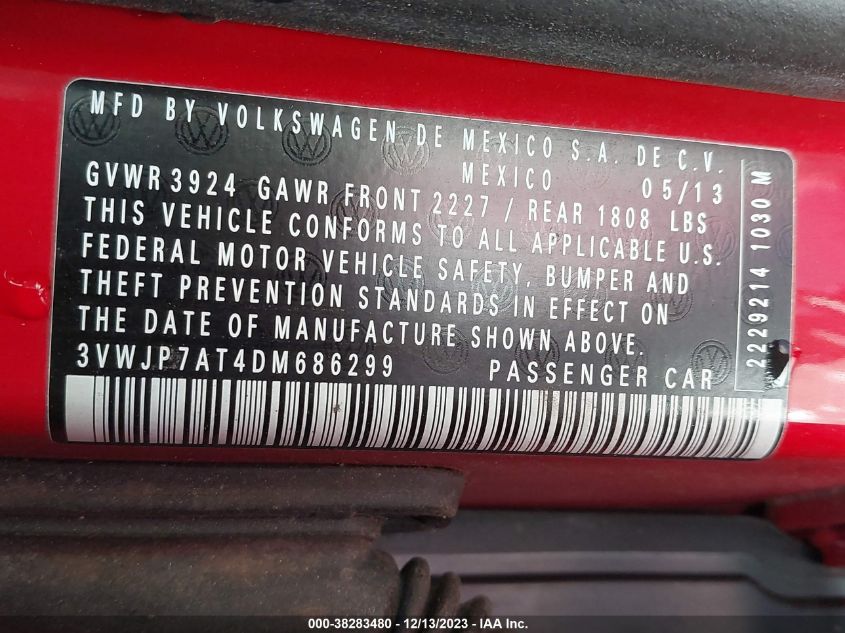 MFD BY VOLKSWAGEN DE MEXICO S.A. DE C.V.
MEXICO 05/13
GVWR 3924 GAWR FRONT 2227 / REAR 1808 LBS
THIS VEHICLE CONFORMS TO ALL APPLICABLE U.S.
FEDERAL MOTOR VEHICLE SAFETY, BUMPER AND
THEFT PREVENTION STANDARDS IN EFFECT ON
THE DATE OF MANUFACTURE SHOWN ABOVE.
3VWJP7AT4DM686299 PASSENGER CAR
2229214 1030 M
000-38283480 - 12/13/2023 - IAA Inc.